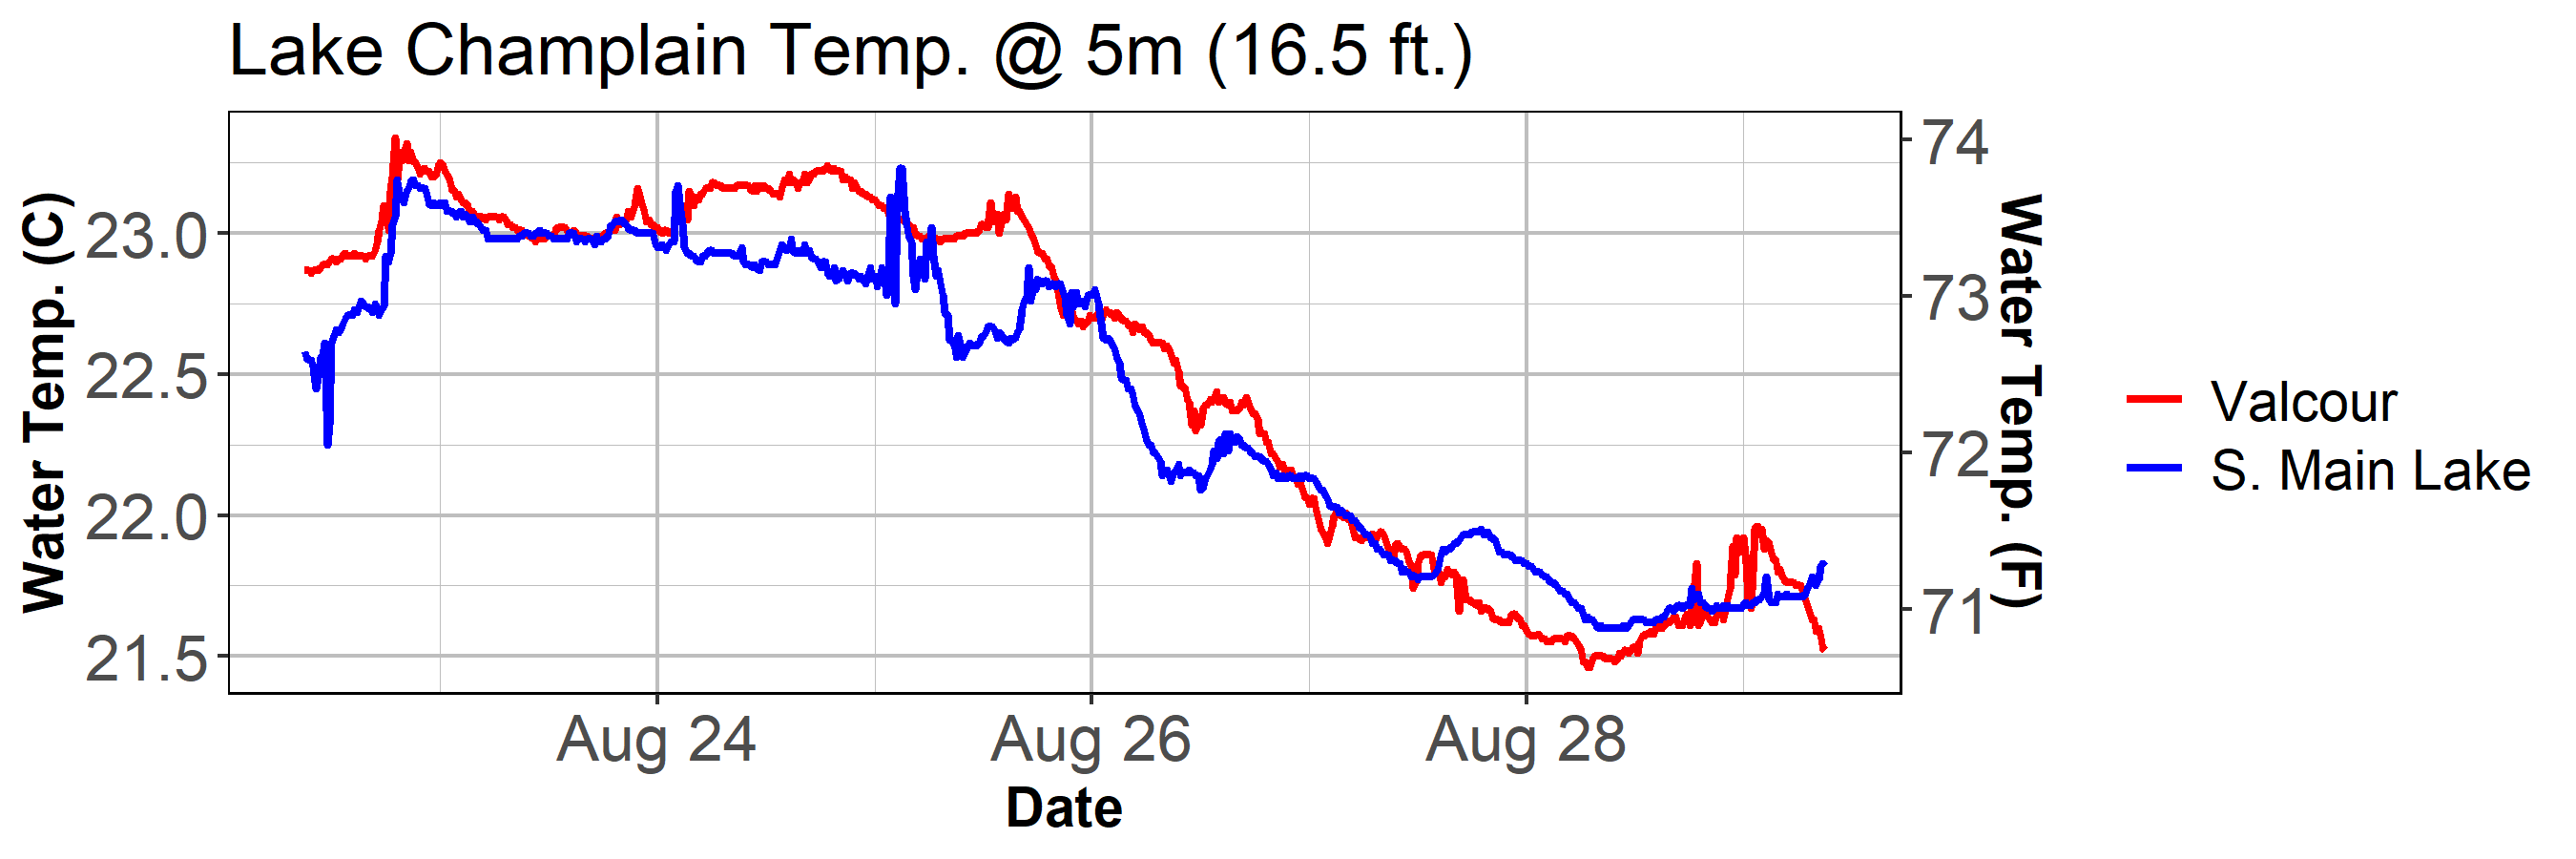 Lake Champlain Temp. @ 5m (16.5 ft.)
Water Temp. (C)
23.0
22.5
22.0
21.5
74
73
72
71
Water Temp. (F)
Aug 24
Aug 26
Aug 28
Date
Valcour
S. Main Lake